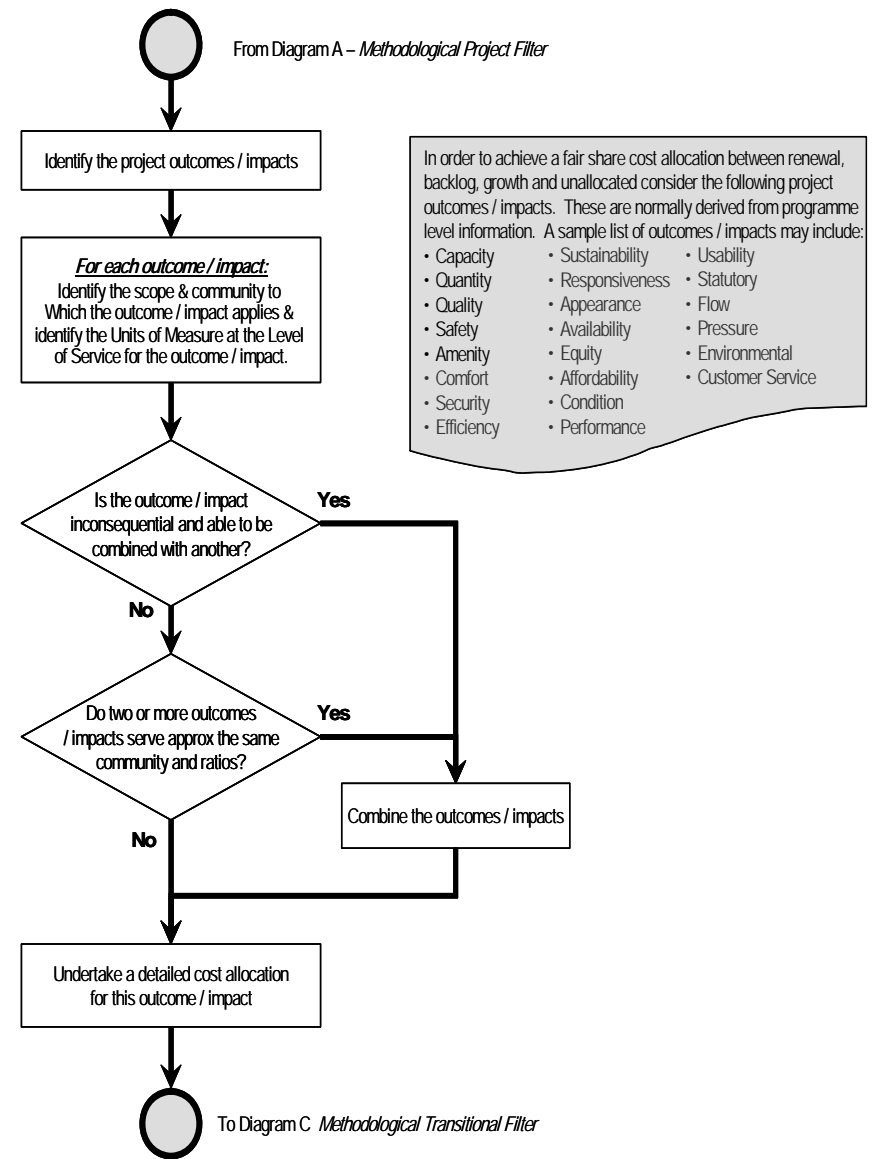 From Diagram A – Methodological Project Filter
Identify the project outcomes / impacts
In order to achieve a fair share cost allocation between renewal,
backlog, growth and unallocated consider the following project
outcomes / impacts. These are normally derived from programme
level information. A sample list of outcomes / impacts may include:
• Capacity
• Quantity
• Quality
• Safety
• Amenity
• Comfort
• Security
• Efficiency
• Sustainability
• Responsiveness
• Appearance
• Availability
• Equity
• Affordability
• Condition
• Performance
• Usability
• Statutory
• Flow
• Pressure
• Environmental
• Customer Service
For each outcome / impact:
Identify the scope & community to
Which the outcome / impact applies &
identify the Units of Measure at the Level
of Service for the outcome / impact.
Is the outcome / impact
inconsequential and able to be
combined with another?
Yes
No
Do two or more outcomes
/ impacts serve approx the same
community and ratios?
Yes
No
Combine the outcomes / impacts
Undertake a detailed cost allocation
for this outcome / impact
To Diagram C Methodological Transitional Filter